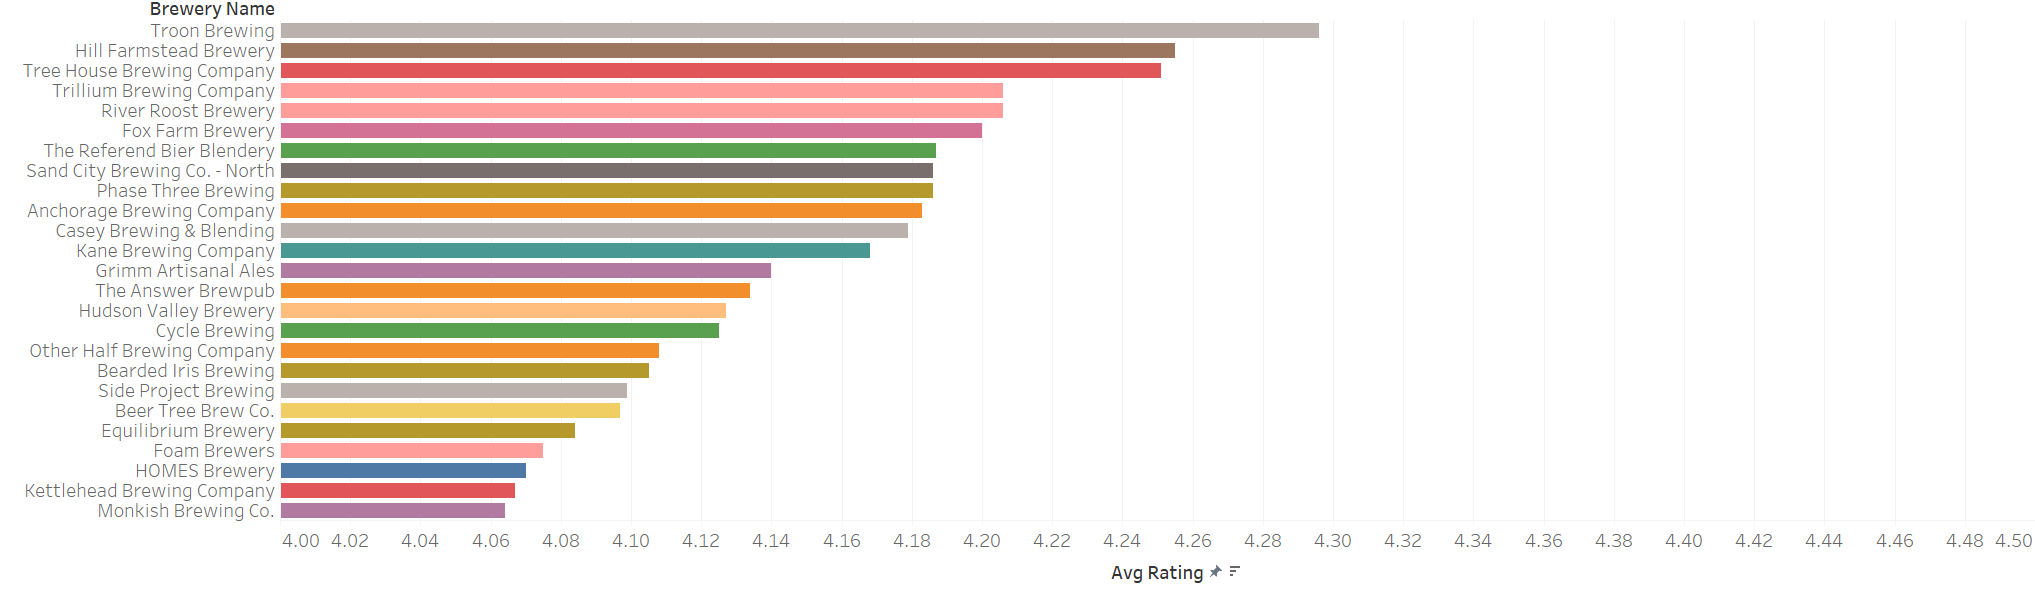 Brewery Name
Troon Brewing
Hill Farmstead Brewery
Tree House Brewing Company
Trillium Brewing Company
River Roost Brewery
Fox Farm Brewery
The Referend Bier Blendery
Sand City Brewing Co. - North
Phase Three Brewing
Anchorage Brewing Company
Casey Brewing & Blending
Kane Brewing Company
Grimm Artisanal Ales
The Answer Brewpub
Hudson Valley Brewery
Cycle Brewing
Other Half Brewing Company
Bearded Iris Brewing
Side Project Brewing
Beer Tree Brew Co.
Equilibrium Brewery
Foam Brewers
HOMES Brewery
Kettlehead Brewing Company
Monkish Brewing Co.
4.00 4.02 4.04 4.06 4.08 4.10 4.12 4.14 4.16 4.18 4.20 4.22 4.24 4.26 4.28 4.30 4.32 4.34 4.36 4.38 4.40 4.42 4.44 4.46 4.48 4.50
Avg Rating